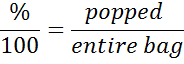 %/100 = popped/entire bag